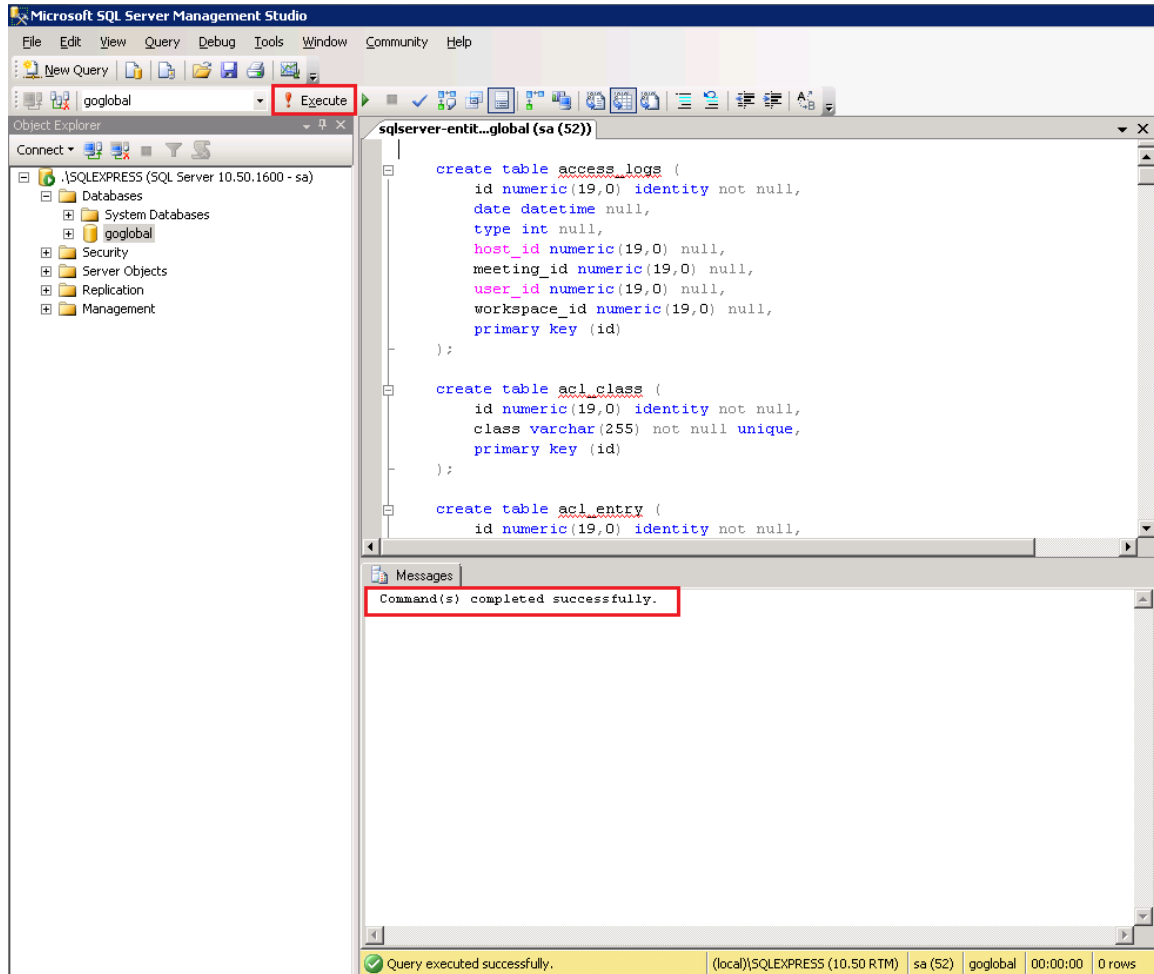 Microsoft SQL Server Management Studio
File Edit View Query Debug Tools Window Community Help
New Query
goglobal Execute
Object Explorer
sqlserver-entit...global (sa (52))
Connect
.\SQLEXPRESS (SQL Server 10.50.1600 - sa)
Databases
System Databases
goglobal
Security
Server Objects
Replication
Management
create table access_logs (
id numeric(19,0) identity not null,
date datetime null,
type int null,
host_id numeric(19,0) null,
meeting_id numeric(19,0) null,
user_id numeric(19,0) null,
workspace_id numeric(19,0) null,
primary key (id)
);
create table acl_class (
id numeric(19,0) identity not null,
class varchar(255) not null unique,
primary key (id)
);
create table acl_entry (
id numeric(19,0) identity not null,
Messages
Command(s) completed successfully.
Query executed successfully. (local)\SQLEXPRESS (10.50 RTM) sa (52) goglobal 00:00:00 0 rows